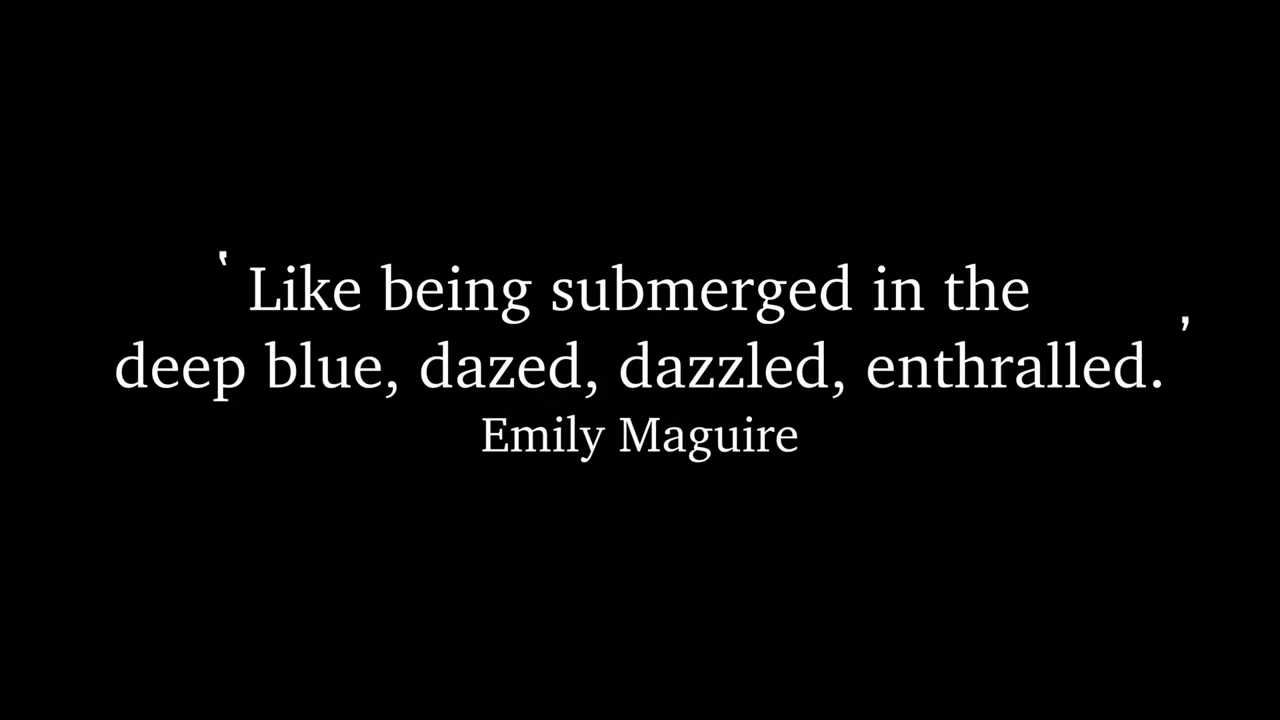 ‘Like being submerged in the
deep blue, dazed, dazzled, enthralled.’
Emily Maguire